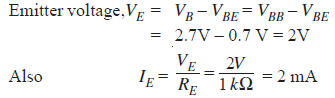 Emitter voltage, V_E = V_B – V_BE = V_BB – V_BE
= 2.7V – 0.7 V = 2V
Also I_E = V_E / R_E = 2V / 1 kΩ = 2 mA